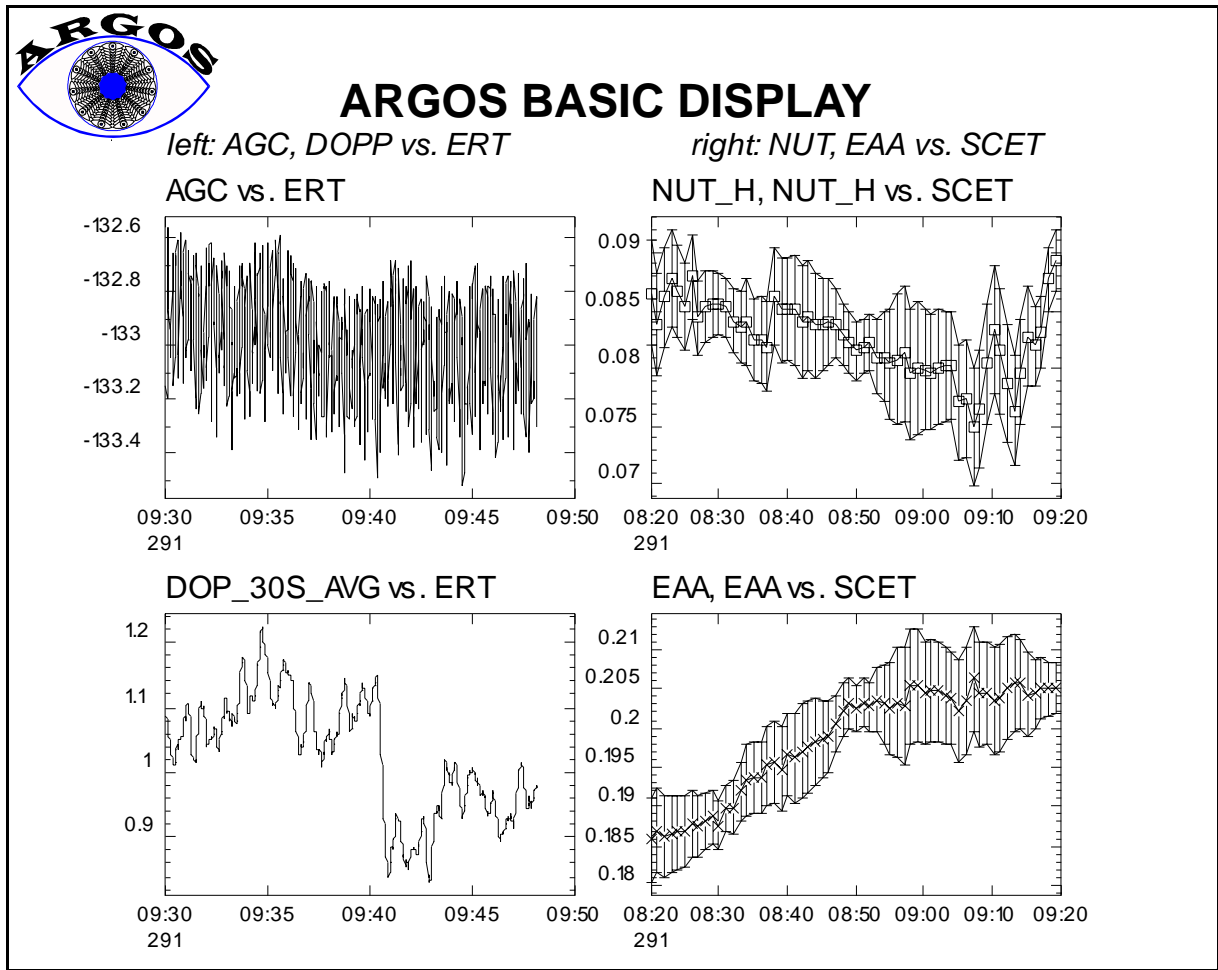 ARGOS
ARGOS BASIC DISPLAY
left: AGC, DOPP vs. ERT
right: NUT, EAA vs. SCET
AGC vs. ERT
-132.6
-132.8
-133
-133.2
-133.4
09:30 09:35 09:40 09:45 09:50
291
NUT_H, NUT_H vs. SCET
0.09
0.085
0.08
0.075
0.07
08:20 08:30 08:40 08:50 09:00 09:10 09:20
291
DOP_30S_AVG vs. ERT
1.2
1.1
1
0.9
09:30 09:35 09:40 09:45 09:50
291
EAA, EAA vs. SCET
0.21
0.205
0.2
0.195
0.19
0.185
0.18
08:20 08:30 08:40 08:50 09:00 09:10 09:20
291